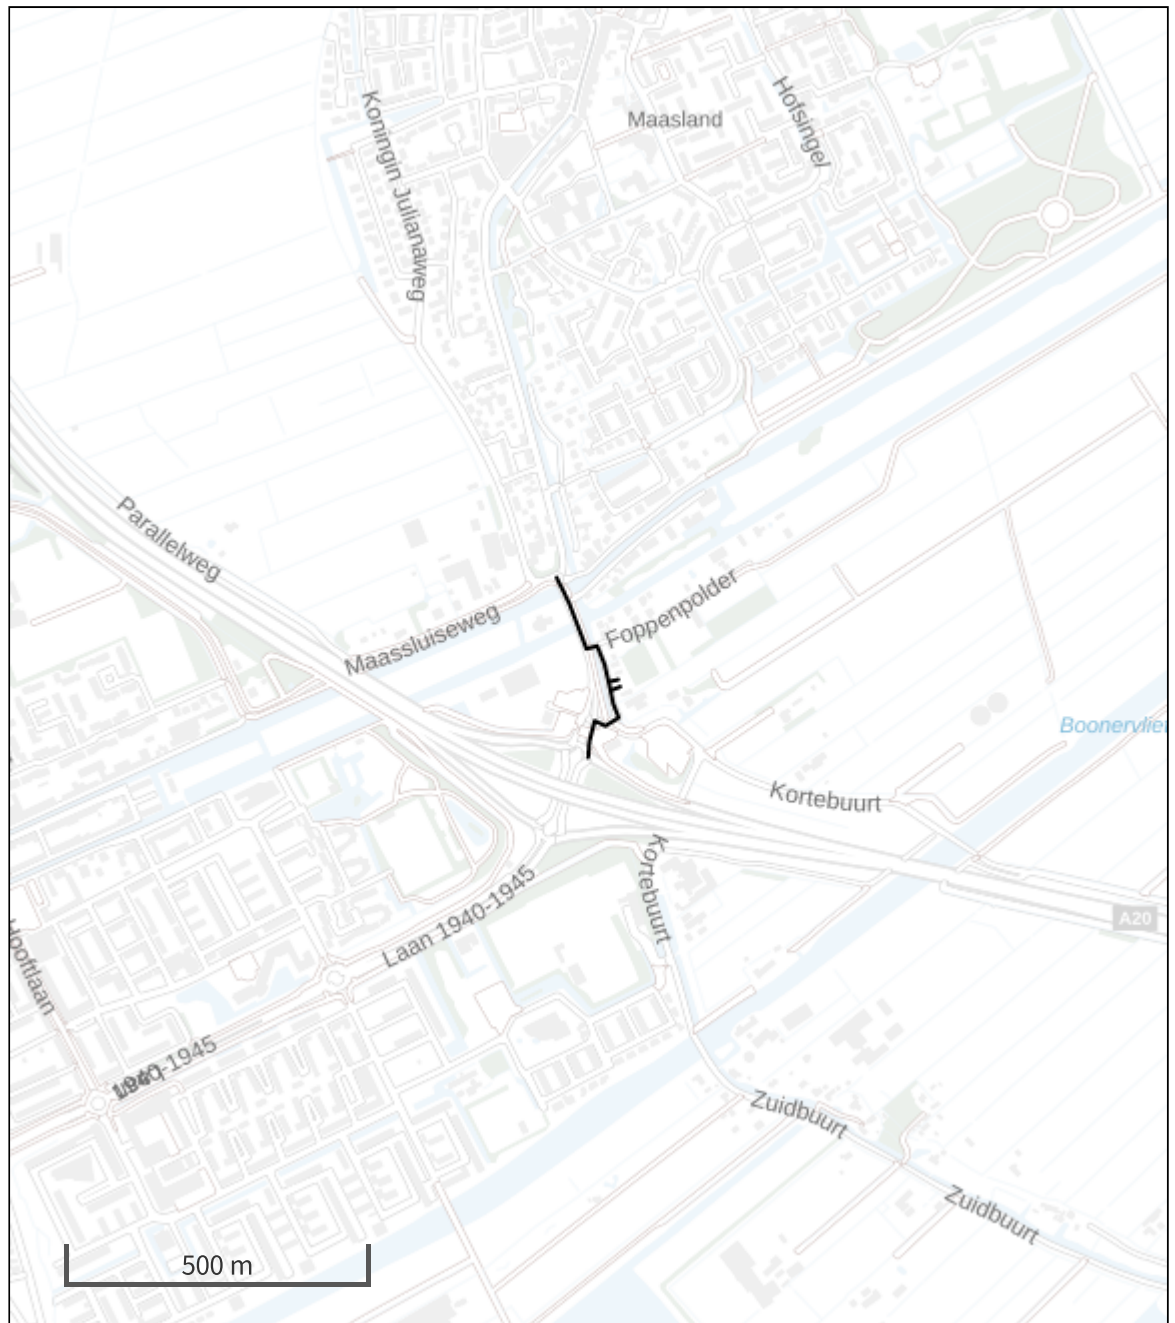 Maasland
Hofsingel
Koningin Julianaweg
Parallelweg
Foppenpolder
Maassluiseweg
Boonervliet
Kortebuurt
Kortebuurt
A20
Laan 1940-1945
Hooftlaan
1940-1945
Zuidbuurt
Zuidbuurt
500 m